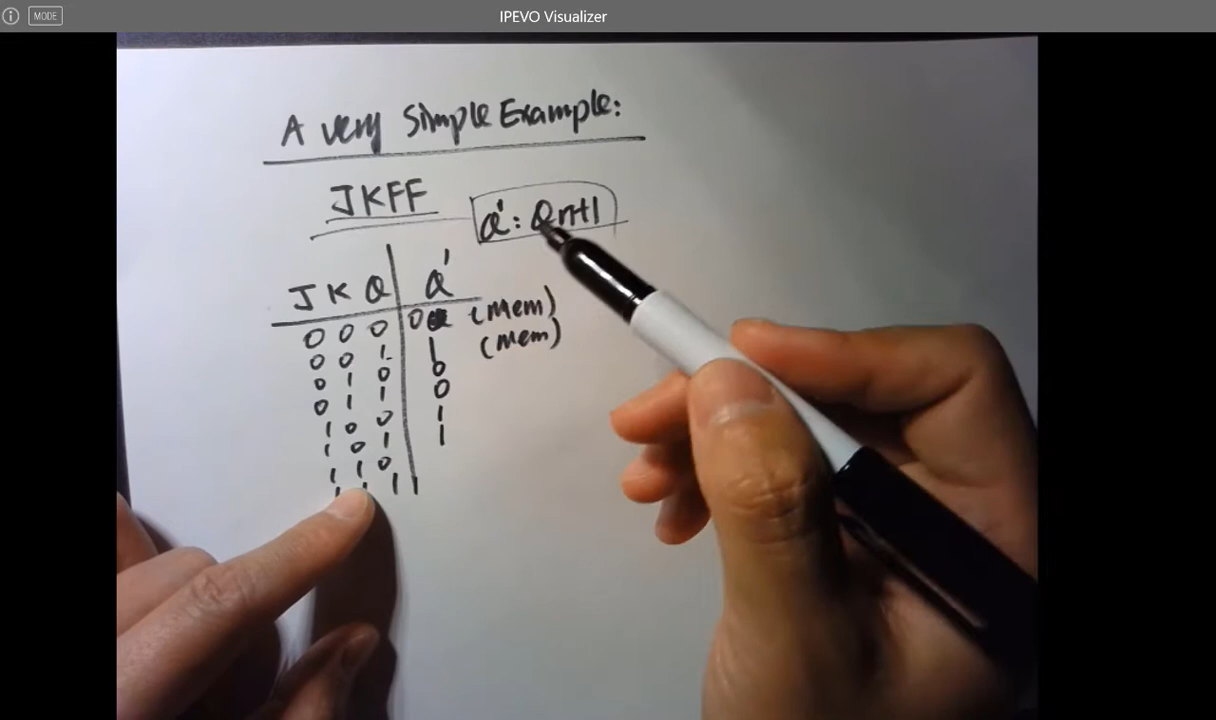 MODE
IPEVO Visualizer
A very Simple Example:
JKFF
Q': Qn+1
J K Q Q'
0 0 0 0 (Mem)
0 0 1 1 (Mem)
0 1 0 0
0 1 1 0
1 0 0 1
1 0 1 1
1 1 0
1 1 1